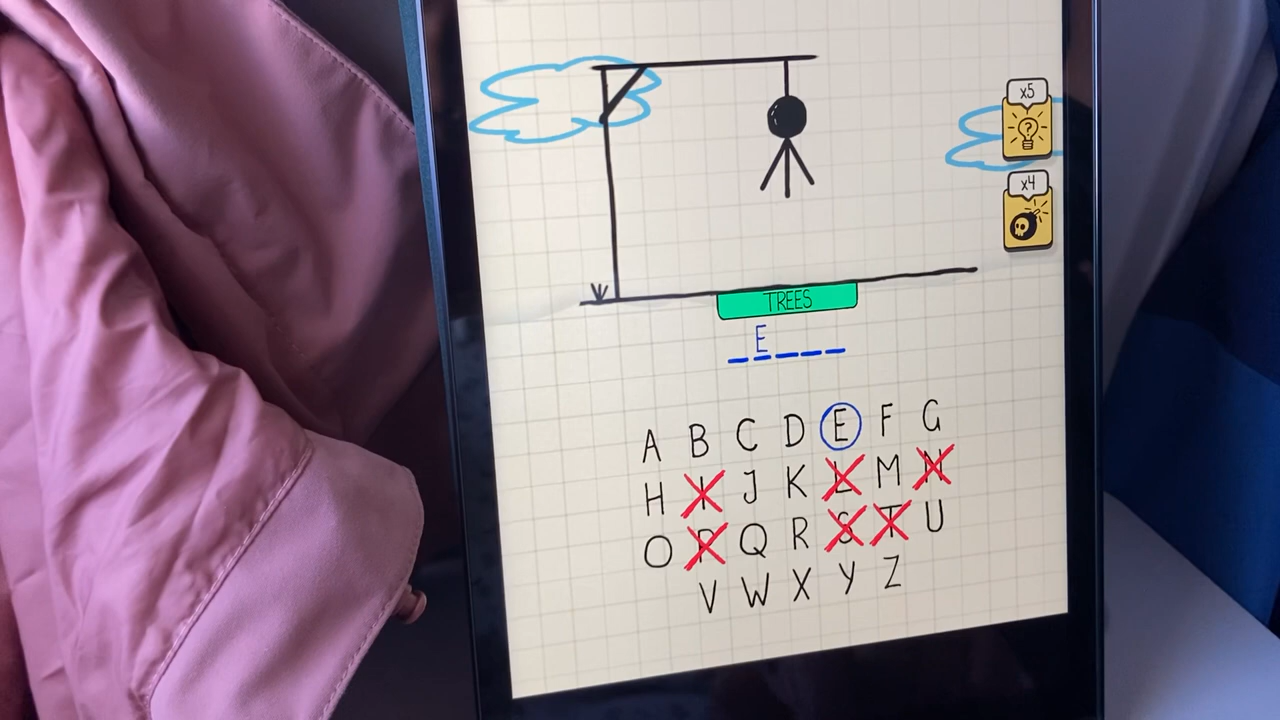 x5
x4
TREES
E
A B C D E F G
H I J K L M N
O P Q R S T U
V W X Y Z